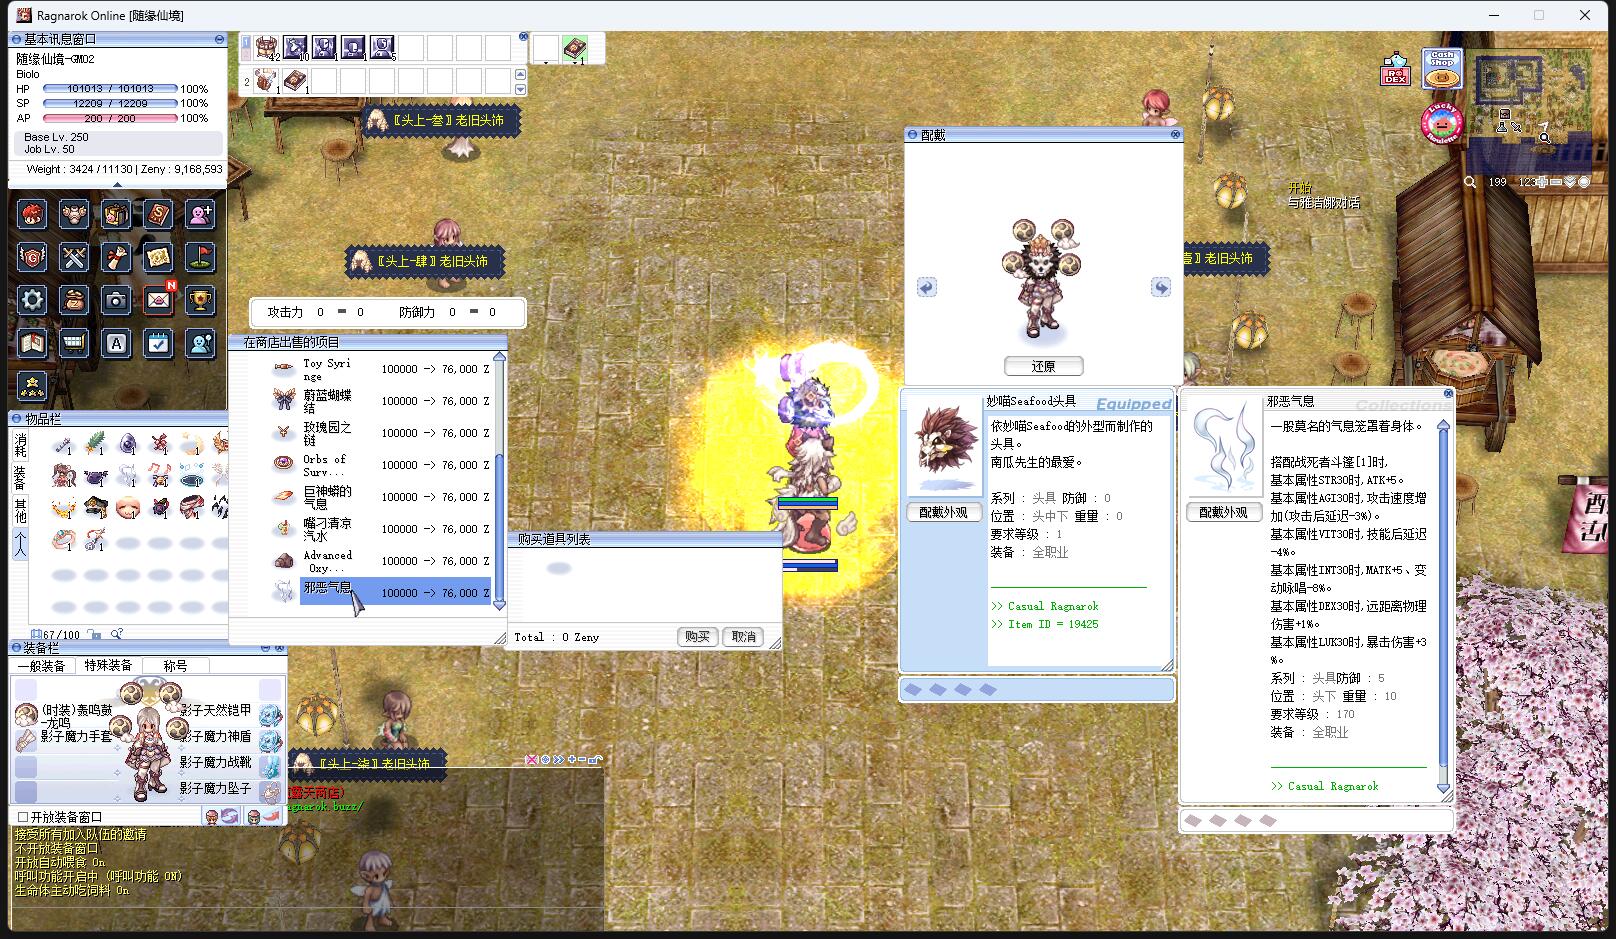 Ragnarok Online [随缘仙境]
基本讯息窗口
随缘仙境-GM02
Biolo
HP 101013 / 101013 100%
SP 12209 / 12209 100%
AP 200 / 200 100%
Base Lv. 250
Job Lv. 50
Weight : 3424 / 11130 | Zeny : 9,168,593
〖头上-叁〗老旧头饰
〖头上-肆〗老旧头饰
攻击力 0 = 0 防御力 0 = 0
在商店出售的项目
Toy Syri
nge
100000 -> 76,000 Z
蔚蓝蝴蝶
结
100000 -> 76,000 Z
玫瑰园之
链
100000 -> 76,000 Z
Orbs of
Surv...
100000 -> 76,000 Z
巨神蟒的
气息
100000 -> 76,000 Z
嘴刁清凉
汽水
100000 -> 76,000 Z
Advanced
Oxy...
100000 -> 76,000 Z
邪恶气息
100000 -> 76,000 Z
购买道具列表
Total : 0 Zeny
购买
取消
物品栏
消耗
装备
其他
个人
67/100
装备栏
一般装备
特殊装备
称号
(时装)轰鸣鼓
-龙鸣
影子魔力手套
影子天然铠甲
影子魔力神盾
影子魔力战靴
影子魔力坠子
开放装备窗口
〖头上-柒〗老旧头饰
接受所有加入队伍的邀请
不开放装备窗口
开放自动喂食 On
呼叫功能开启中 (呼叫功能 ON)
生命体主动吃饲料 On
配戴
还原
妙喵Seafood头具
Equipped
依妙喵Seafood的外型而制作的
头具。
南瓜先生的最爱。
系列 : 头具 防御 : 0
位置 : 头中下 重量 : 0
要求等级 : 1
装备 : 全职业
>> Casual Ragnarok
>> Item ID = 19425
配戴外观
邪恶气息
Collections
一般莫名的气息笼罩着身体。
搭配战死者斗篷[1]时,
基本属性STR30时,ATK+5。
基本属性AGI30时,攻击速度增
加(攻击后延迟-3%)。
基本属性VIT30时,技能后延迟
-4%。
基本属性INT30时,MATK+5、变
动咏唱-8%。
基本属性DEX30时,远距离物理
伤害+1%。
基本属性LUK30时,暴击伤害+3
%。
系列 : 头具防御 : 5
位置 : 头下 重量 : 10
要求等级 : 170
装备 : 全职业
>> Casual Ragnarok
配戴外观
Cash
Shop
Lucky
Roulette
199 123
开始
与雅洁娜对话
壹〗老旧头饰